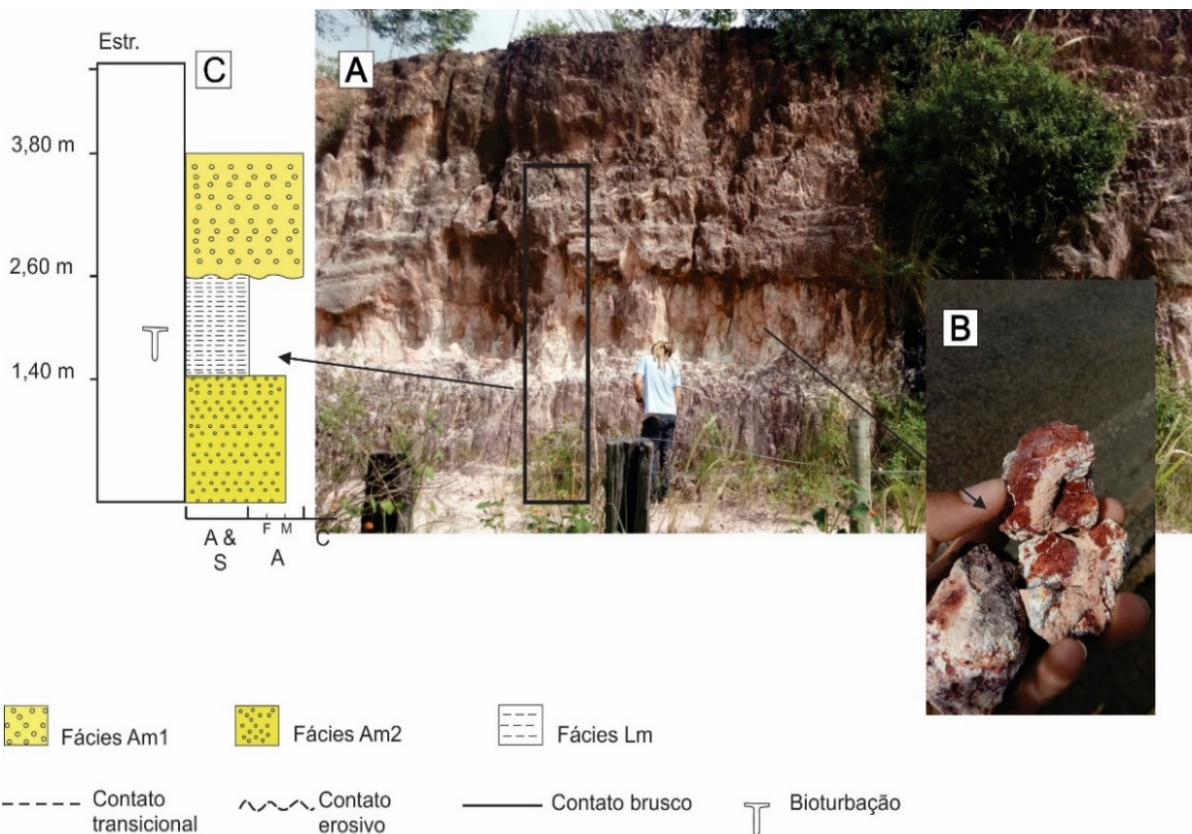 Estr.
C
A
3,80 m
2,60 m
1,40 m
B
A &
S
F
M
A
C
Fácies Am1
Fácies Am2
Fácies Lm
Contato
transicional
Contato
erosivo
Contato brusco
Bioturbação